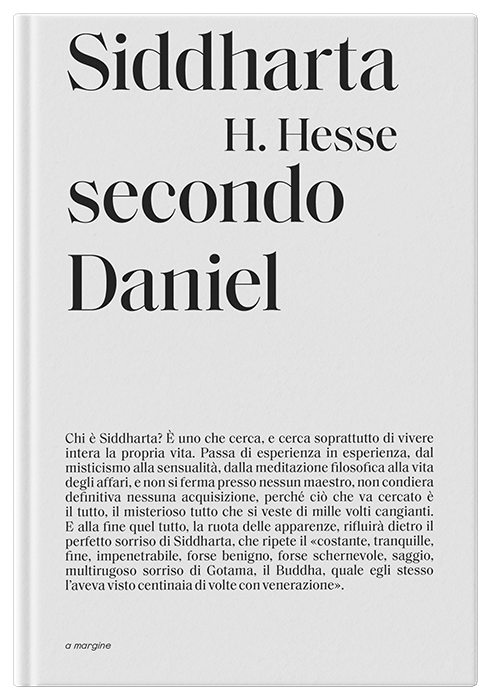 Siddharta
H. Hesse
secondo
Daniel
Chi è Siddharta? È uno che cerca, e cerca soprattutto di vivere
intera la propria vita. Passa di esperienza in esperienza, dal
misticismo alla sensualità, dalla meditazione filosofica alla vita
degli affari, e non si ferma presso nessun maestro, non condiera
definitiva nessuna acquisizione, perché ciò che va cercato è
il tutto, il misterioso tutto che si veste di mille volti cangianti.
E alla fine quel tutto, la ruota delle apparenze, rifluirà dietro il
perfetto sorriso di Siddharta, che ripete il «costante, tranquille,
fine, impenetrabile, forse benigno, forse schernevole, saggio,
multirugoso sorriso di Gotama, il Buddha, quale egli stesso
l'aveva visto centinaia di volte con venerazione».
a margine